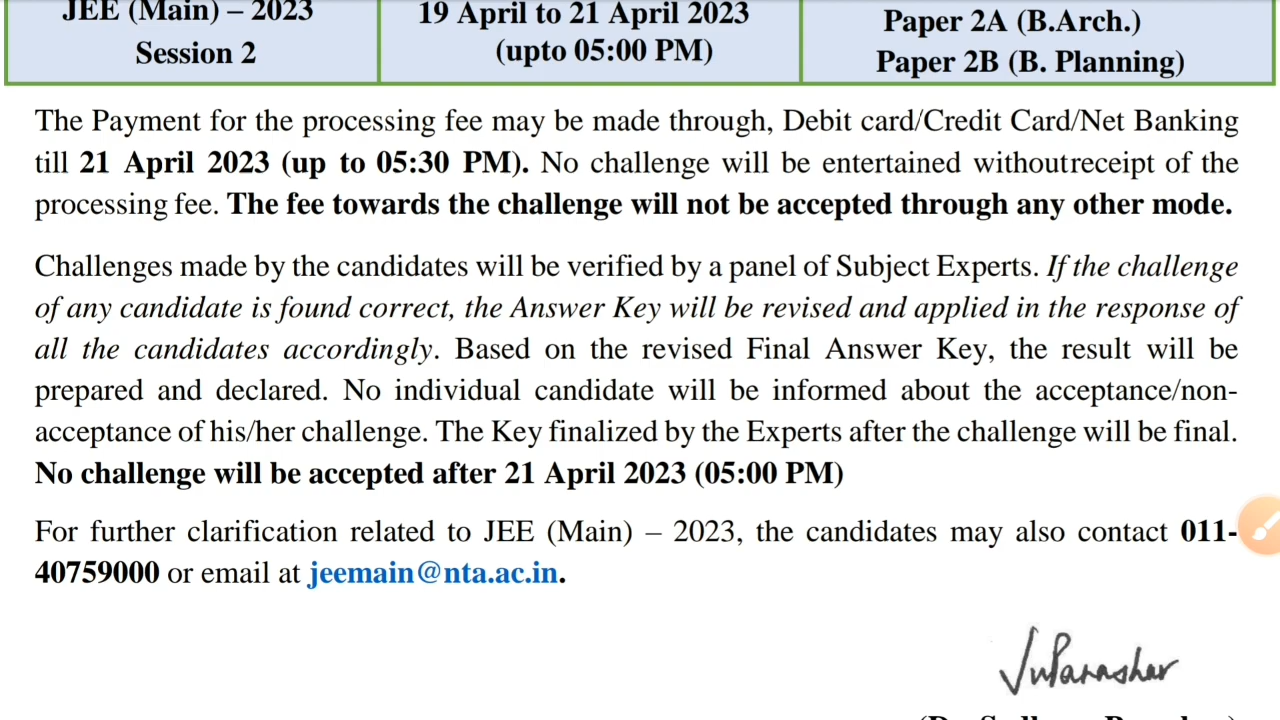 JEE (Main) – 2023
Session 2
19 April to 21 April 2023
(upto 05:00 PM)
Paper 2A (B.Arch.)
Paper 2B (B. Planning)
The Payment for the processing fee may be made through, Debit card/Credit Card/Net Banking
till 21 April 2023 (up to 05:30 PM). No challenge will be entertained withoutreceipt of the
processing fee. The fee towards the challenge will not be accepted through any other mode.
Challenges made by the candidates will be verified by a panel of Subject Experts. If the challenge
of any candidate is found correct, the Answer Key will be revised and applied in the response of
all the candidates accordingly. Based on the revised Final Answer Key, the result will be
prepared and declared. No individual candidate will be informed about the acceptance/non-
acceptance of his/her challenge. The Key finalized by the Experts after the challenge will be final.
No challenge will be accepted after 21 April 2023 (05:00 PM)
For further clarification related to JEE (Main) – 2023, the candidates may also contact 011-
40759000 or email at jeemain@nta.ac.in.